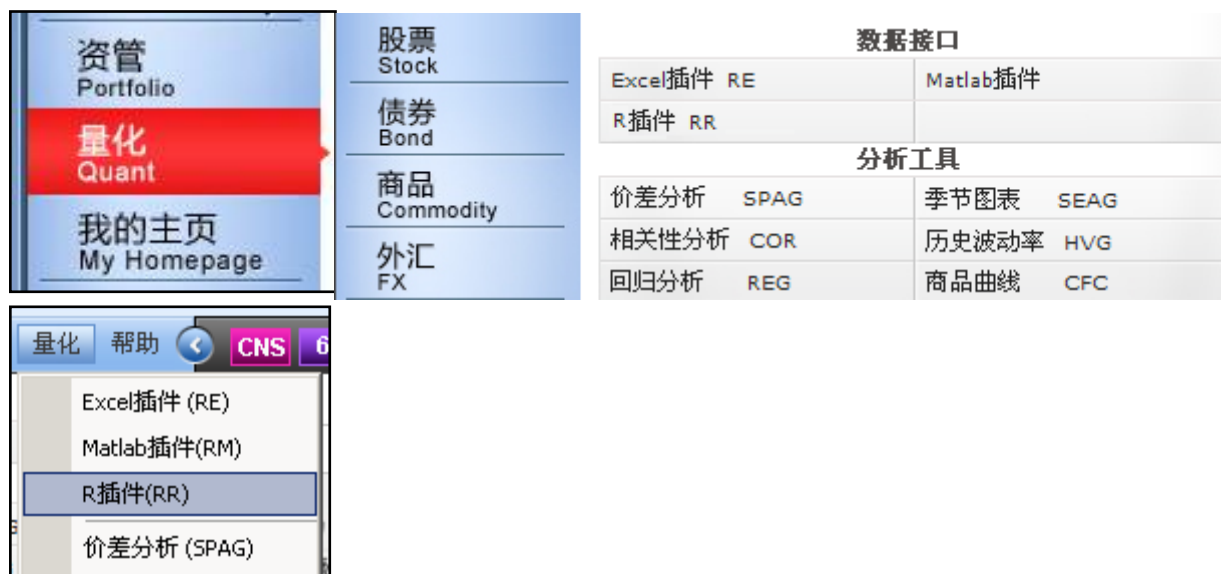 资管
Portfolio
量化
Quant
我的主页
My Homepage
股票
Stock
债券
Bond
商品
Commodity
外汇
FX
数据接口
Excel插件 RE Matlab插件
R插件 RR
分析工具
价差分析 SPAG 季节图表 SEAG
相关性分析 COR 历史波动率 HVG
回归分析 REG 商品曲线 CFC
量化 帮助 CNS 6
Excel插件 (RE)
Matlab插件(RM)
R插件(RR)
价差分析 (SPAG)